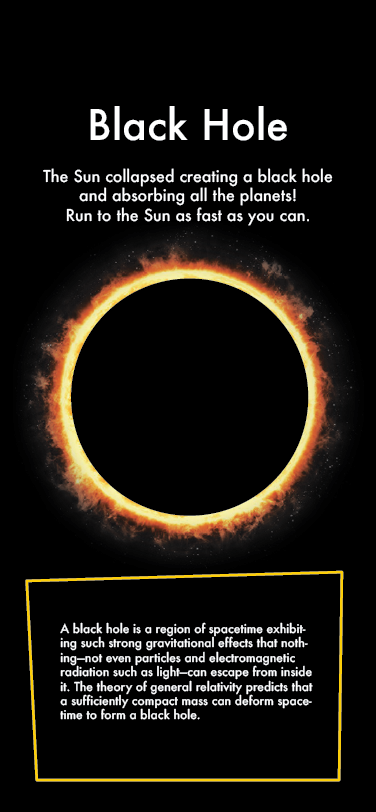 Black Hole
The Sun collapsed creating a black hole
and absorbing all the planets!
Run to the Sun as fast as you can.
A black hole is a region of spacetime exhibit-
ing such strong gravitational effects that noth-
ing—not even particles and electromagnetic
radiation such as light—can escape from inside
it. The theory of general relativity predicts that
a sufficiently compact mass can deform space-
time to form a black hole.